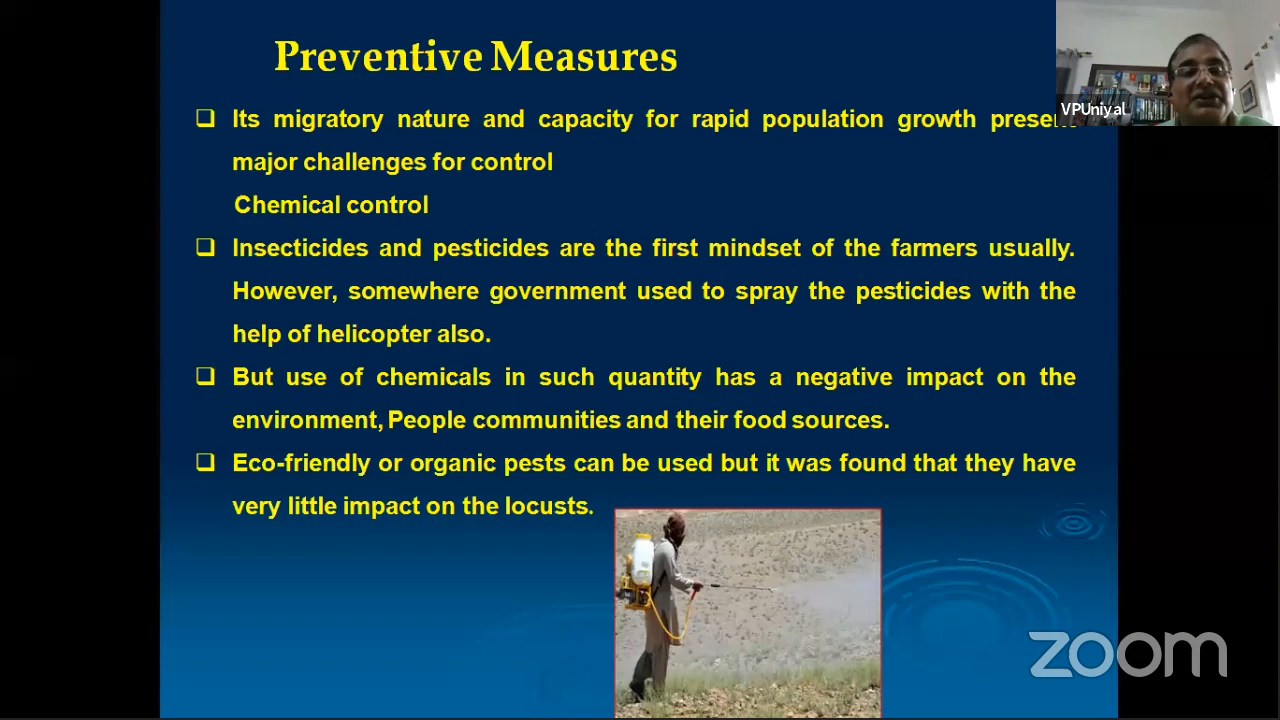 Preventive Measures
Its migratory nature and capacity for rapid population growth present
major challenges for control
Chemical control
Insecticides and pesticides are the first mindset of the farmers usually.
However, somewhere government used to spray the pesticides with the
help of helicopter also.
But use of chemicals in such quantity has a negative impact on the
environment, People communities and their food sources.
Eco-friendly or organic pests can be used but it was found that they have
very little impact on the locusts.
VPUniyal
zoom